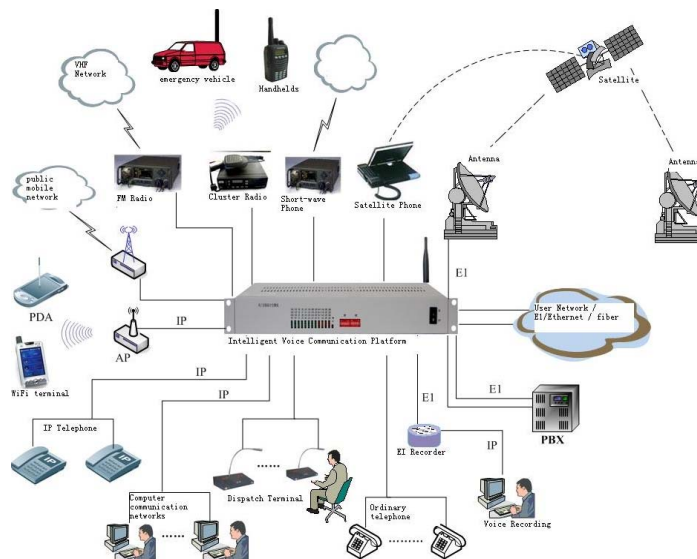 VHF
Network
emergency vehicle
Handhelds
Satellite
Antenna
Antenna
public
mobile
network
FM Radio
Cluster Radio
Short-wave
Phone
Satellite Phone
E1
PDA
IP
AP
User Network /
E1/Ethernet / fiber
Intelligent Voice Communication Platform
WiFi terminal
IP
IP
E1
E1
PBX
IP Telephone
IP
IP
EI Recorder
IP
Dispatch Terminal
Computer
communication
networks
Ordinary
telephone
Voice Recording